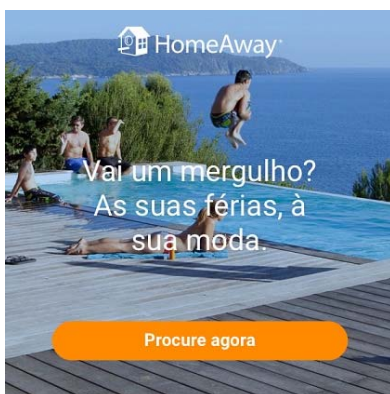 HomeAway
Vai um mergulho?
As suas férias, à
sua moda.
Procure agora